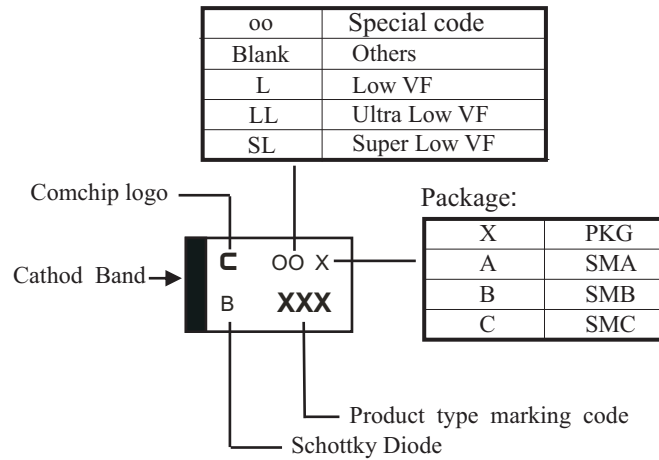 oo Special code
Blank Others
L Low VF
LL Ultra Low VF
SL Super Low VF
Comchip logo
Package:
X PKG
A SMA
B SMB
C SMC
Cathod Band
C OO X
B XXX
Product type marking code
Schottky Diode